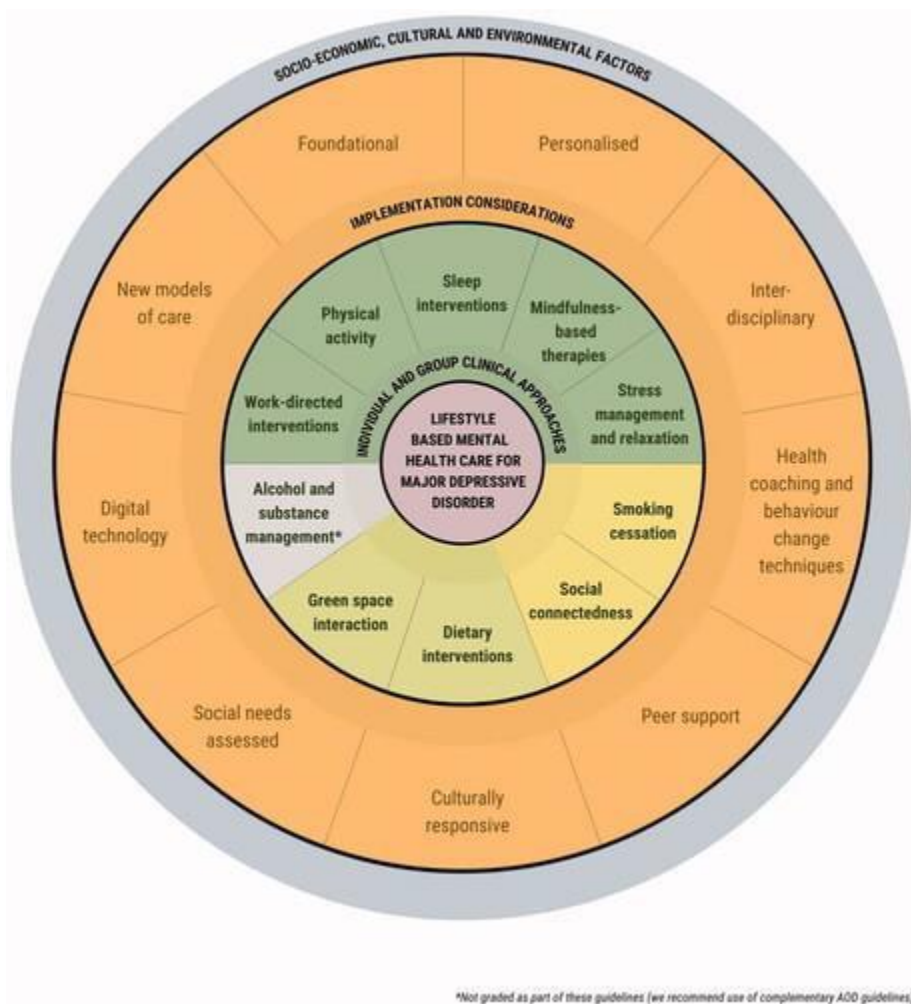 SOCIO-ECONOMIC, CULTURAL AND ENVIRONMENTAL FACTORS
Foundational
Personalised
IMPLEMENTATION CONSIDERATIONS
New models
of care
Inter-
disciplinary
Sleep
interventions
Physical
activity
Mindfulness-
based
therapies
INDIVIDUAL AND GROUP CLINICAL APPROACHES
Work-directed
interventions
Stress
management
and relaxation
LIFESTYLE
BASED MENTAL
HEALTH CARE FOR
MAJOR DEPRESSIVE
DISORDER
Alcohol and
substance
management*
Smoking
cessation
Digital
technology
Health
coaching and
behaviour
change
techniques
Green space
interaction
Dietary
interventions
Social
connectedness
Social needs
assessed
Peer support
Culturally
responsive
*Not graded as part of these guidelines (we recommend use of complementary AOD guidelines